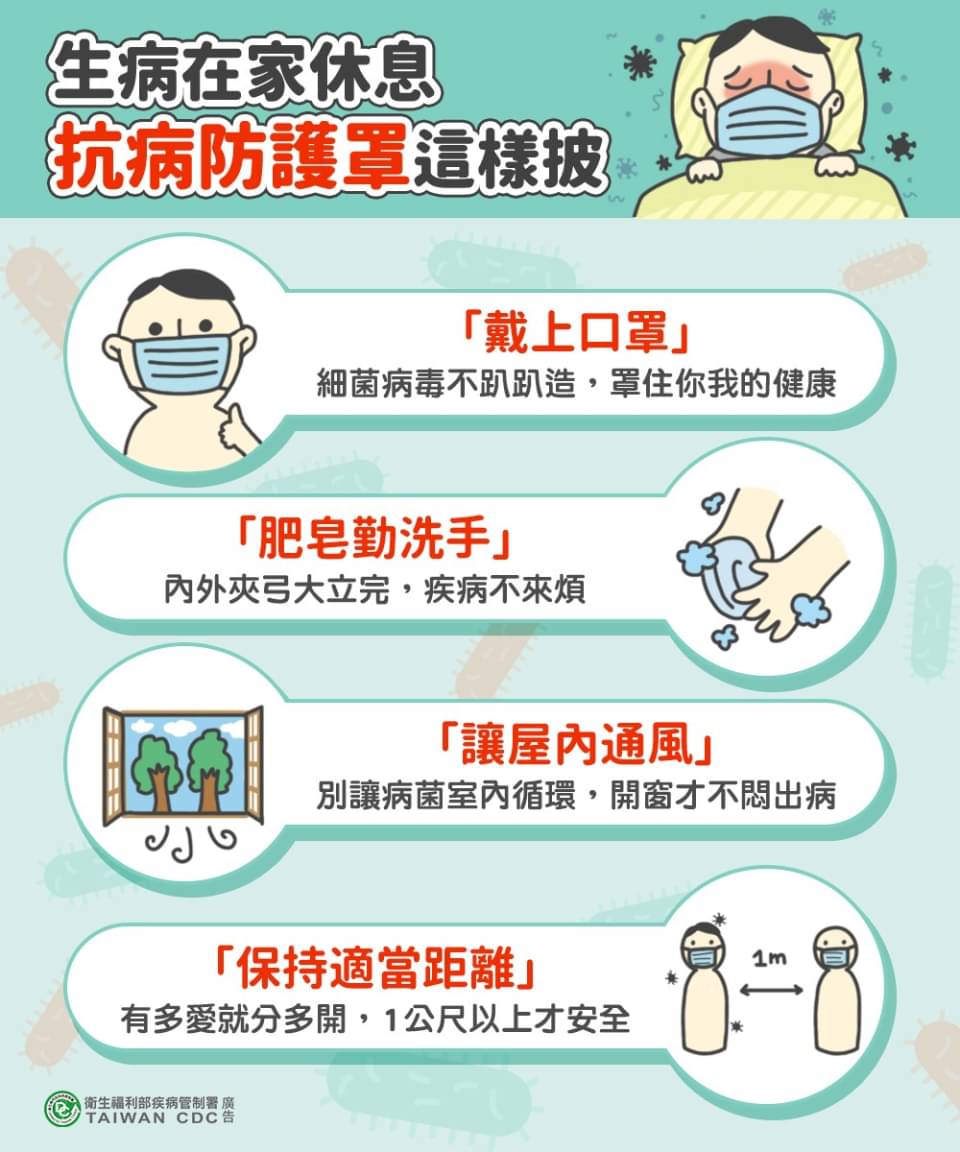 生病在家休息
抗病防護罩這樣披
「戴上口罩」
細菌病毒不趴趴造，罩住你我的健康
「肥皂勤洗手」
內外夾弓大立完，疾病不來煩
「讓屋內通風」
別讓病菌室內循環，開窗才不悶出病
「保持適當距離」
有多愛就分多開，1公尺以上才安全
1m
衛生福利部疾病管制署 廣告
TAIWAN CDC